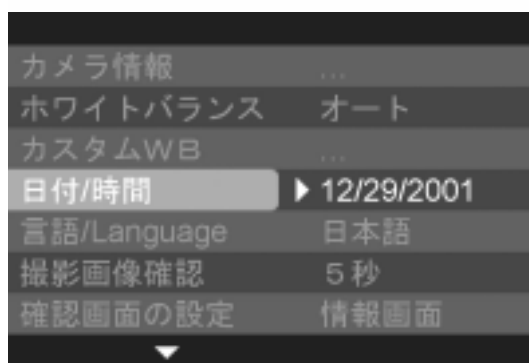 カメラ情報 ...
ホワイトバランス オート
カスタムWB ...
日付/時間 12/29/2001
言語/Language 日本語
撮影画像確認 5秒
確認画面の設定 情報画面